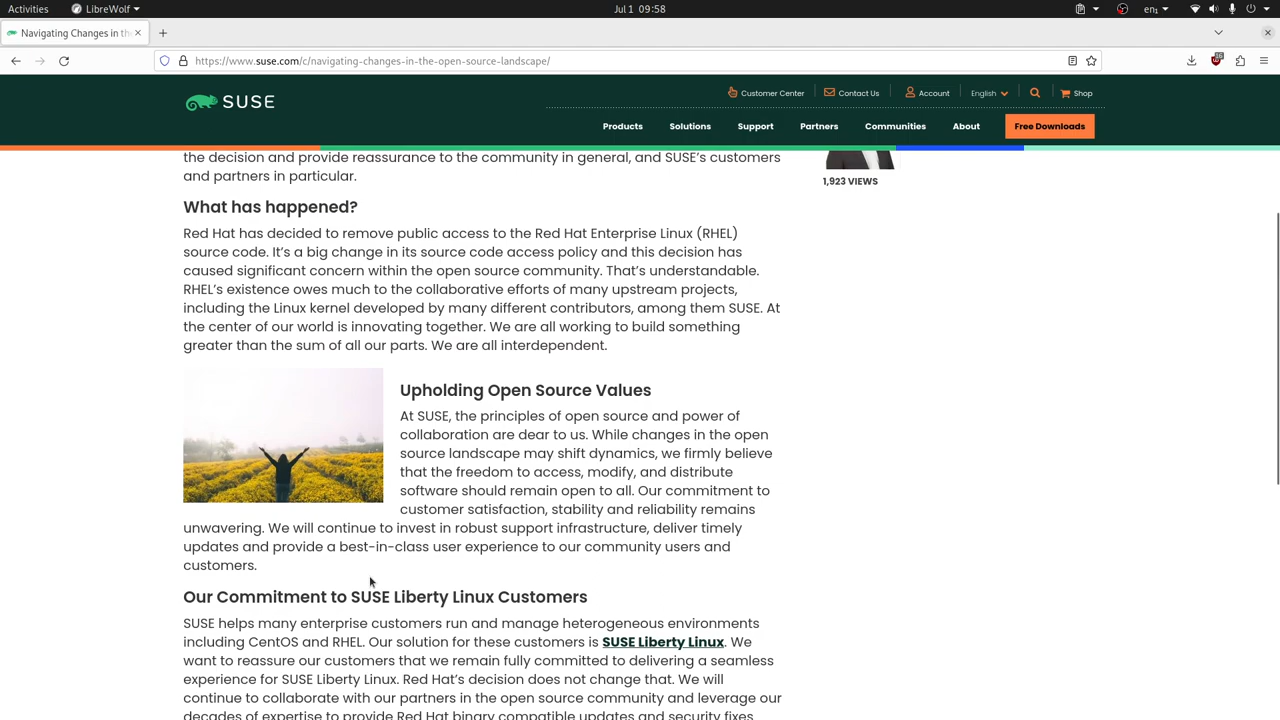 Activities
LibreWolf
Jul 1 09:58
en₁
Navigating Changes in th
https://www.suse.com/c/navigating-changes-in-the-open-source-landscape/
SUSE
Customer Center
Contact Us
Account
English
Shop
Products
Solutions
Support
Partners
Communities
About
Free Downloads
the decision and provide reassurance to the community in general, and SUSE’s customers
and partners in particular.
1,923 VIEWS
What has happened?
Red Hat has decided to remove public access to the Red Hat Enterprise Linux (RHEL)
source code. It’s a big change in its source code access policy and this decision has
caused significant concern within the open source community. That’s understandable.
RHEL’s existence owes much to the collaborative efforts of many upstream projects,
including the Linux kernel developed by many different contributors, among them SUSE. At
the center of our world is innovating together. We are all working to build something
greater than the sum of all our parts. We are all interdependent.
Upholding Open Source Values
At SUSE, the principles of open source and power of
collaboration are dear to us. While changes in the open
source landscape may shift dynamics, we firmly believe
that the freedom to access, modify, and distribute
software should remain open to all. Our commitment to
customer satisfaction, stability and reliability remains
unwavering. We will continue to invest in robust support infrastructure, deliver timely
updates and provide a best-in-class user experience to our community users and
customers.
Our Commitment to SUSE Liberty Linux Customers
SUSE helps many enterprise customers run and manage heterogeneous environments
including CentOS and RHEL. Our solution for these customers is SUSE Liberty Linux. We
want to reassure our customers that we remain fully committed to delivering a seamless
experience for SUSE Liberty Linux. Red Hat’s decision does not change that. We will
continue to collaborate with our partners in the open source community and leverage our
decades of expertise to provide Red Hat binary compatible updates and security fixes